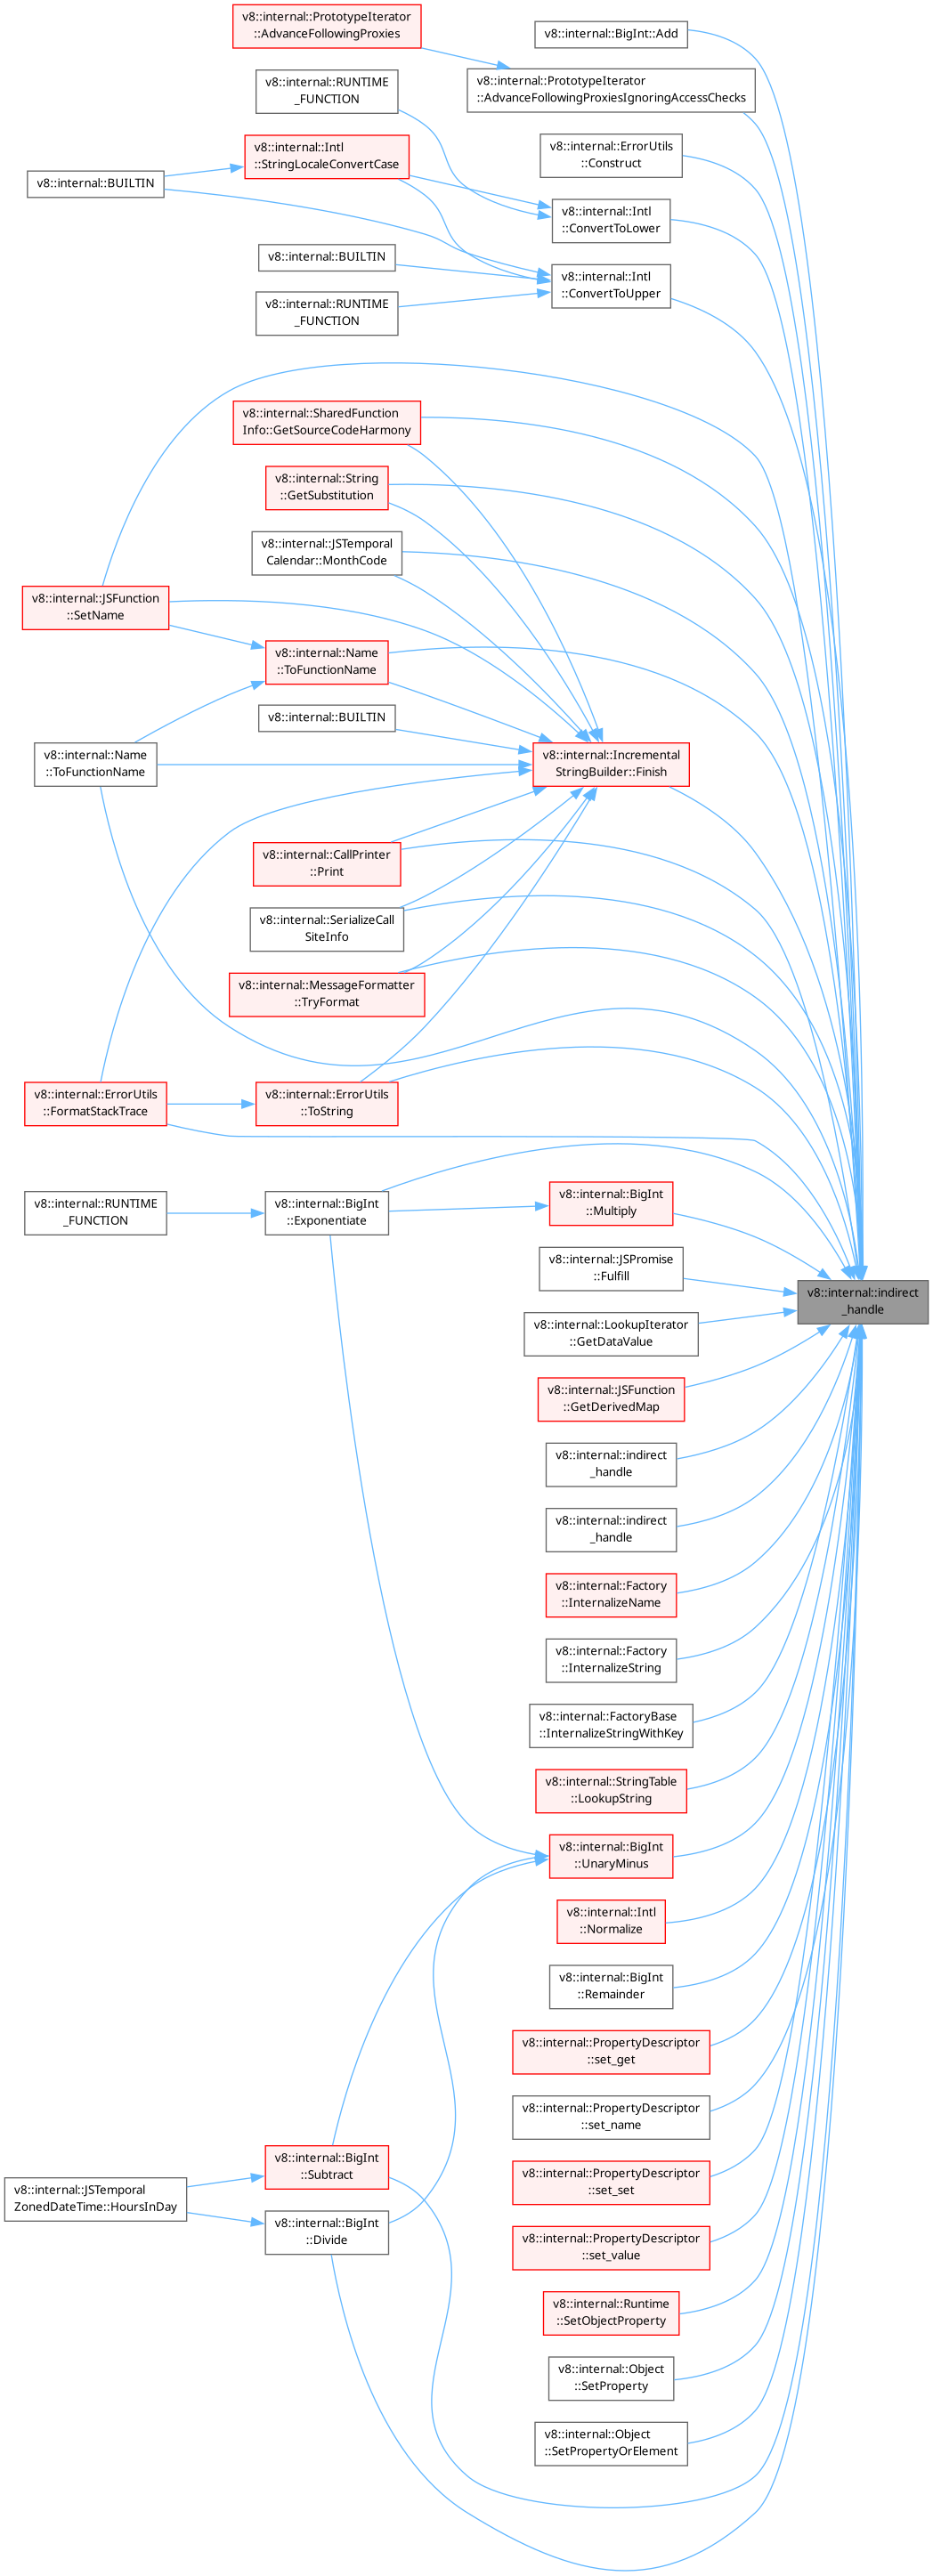 v8::internal::PrototypeIterator
::AdvanceFollowingProxies
v8::internal::BigInt::Add
v8::internal::PrototypeIterator
::AdvanceFollowingProxiesIgnoringAccessChecks
v8::internal::RUNTIME
_FUNCTION
v8::internal::ErrorUtils
::Construct
v8::internal::Intl
::StringLocaleConvertCase
v8::internal::BUILTIN
v8::internal::Intl
::ConvertToLower
v8::internal::BUILTIN
v8::internal::Intl
::ConvertToUpper
v8::internal::RUNTIME
_FUNCTION
v8::internal::SharedFunction
Info::GetSourceCodeHarmony
v8::internal::String
::GetSubstitution
v8::internal::JSTemporal
Calendar::MonthCode
v8::internal::JSFunction
::SetName
v8::internal::Name
::ToFunctionName
v8::internal::BUILTIN
v8::internal::Name
::ToFunctionName
v8::internal::Incremental
StringBuilder::Finish
v8::internal::CallPrinter
::Print
v8::internal::SerializeCall
SiteInfo
v8::internal::MessageFormatter
::TryFormat
v8::internal::ErrorUtils
::FormatStackTrace
v8::internal::ErrorUtils
::ToString
v8::internal::RUNTIME
_FUNCTION
v8::internal::BigInt
::Exponentiate
v8::internal::BigInt
::Multiply
v8::internal::JSPromise
::Fulfill
v8::internal::indirect
_handle
v8::internal::LookupIterator
::GetDataValue
v8::internal::JSFunction
::GetDerivedMap
v8::internal::indirect
_handle
v8::internal::indirect
_handle
v8::internal::Factory
::InternalizeName
v8::internal::Factory
::InternalizeString
v8::internal::FactoryBase
::InternalizeStringWithKey
v8::internal::StringTable
::LookupString
v8::internal::BigInt
::UnaryMinus
v8::internal::Intl
::Normalize
v8::internal::BigInt
::Remainder
v8::internal::PropertyDescriptor
::set_get
v8::internal::PropertyDescriptor
::set_name
v8::internal::BigInt
::Subtract
v8::internal::JSTemporal
ZonedDateTime::HoursInDay
v8::internal::PropertyDescriptor
::set_set
v8::internal::BigInt
::Divide
v8::internal::PropertyDescriptor
::set_value
v8::internal::Runtime
::SetObjectProperty
v8::internal::Object
::SetProperty
v8::internal::Object
::SetPropertyOrElement